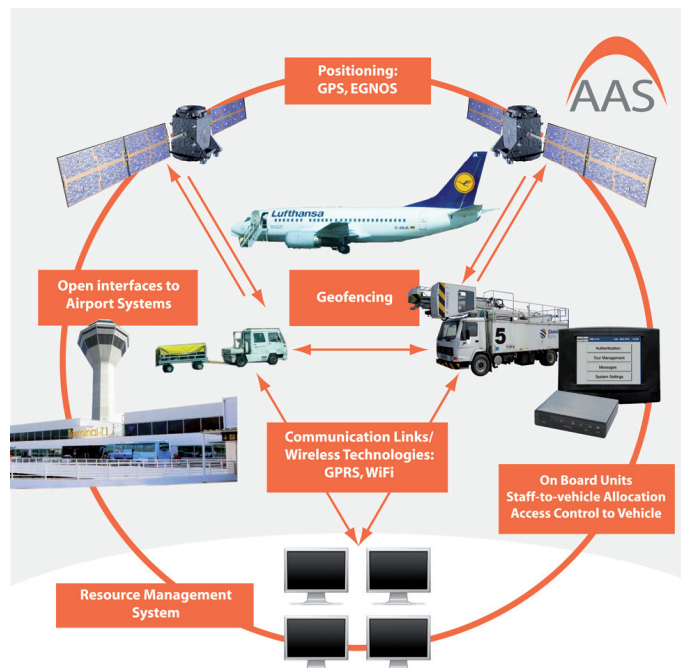 Positioning:
GPS, EGNOS
AAS
Lufthansa
Open interfaces to
Airport Systems
Geofencing
5
Authentication
Tour Management
Messages
System Settings
Terminal
Communication Links/
Wireless Technologies:
GPRS, WiFi
On Board Units
Staff-to-vehicle Allocation
Access Control to Vehicle
Resource Management
System